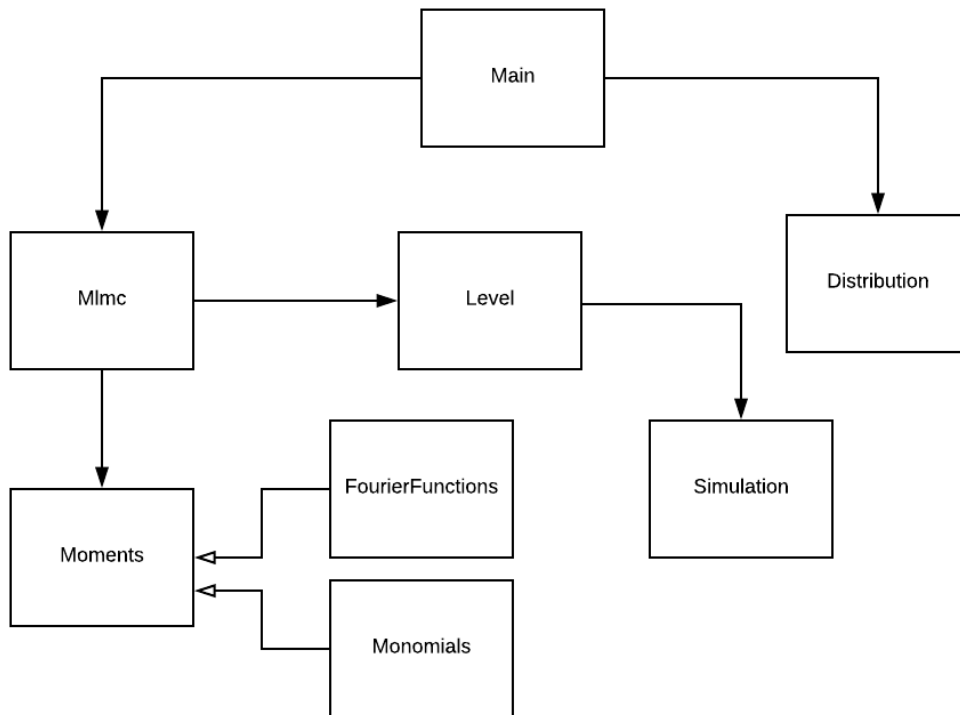 Main
Distribution
Mlmc
Level
FourierFunctions
Simulation
Moments
Monomials